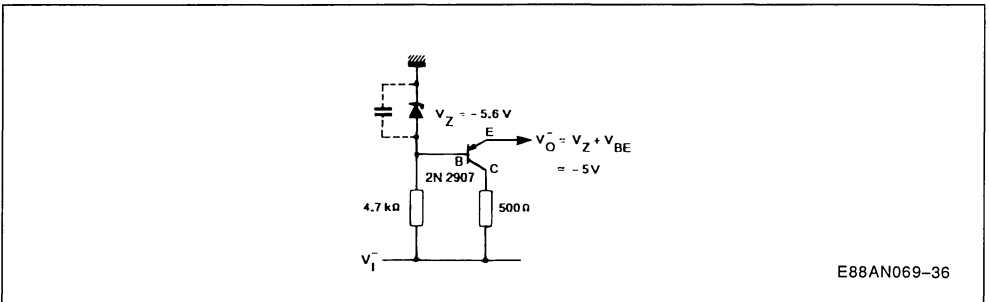 V_Z = - 5.6 V
E
V_O^- = V_Z + V_BE
≃ - 5V
B
C
2N 2907
4.7 kΩ
500 Ω
V_I^-
E88AN069-36